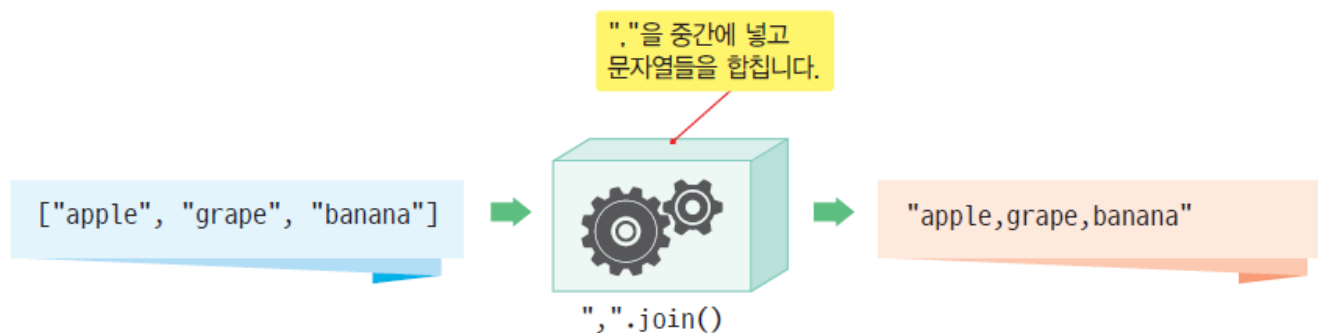 ","을 중간에 넣고
문자열들을 합칩니다.
["apple", "grape", "banana"]
"apple,grape,banana"
",".join()